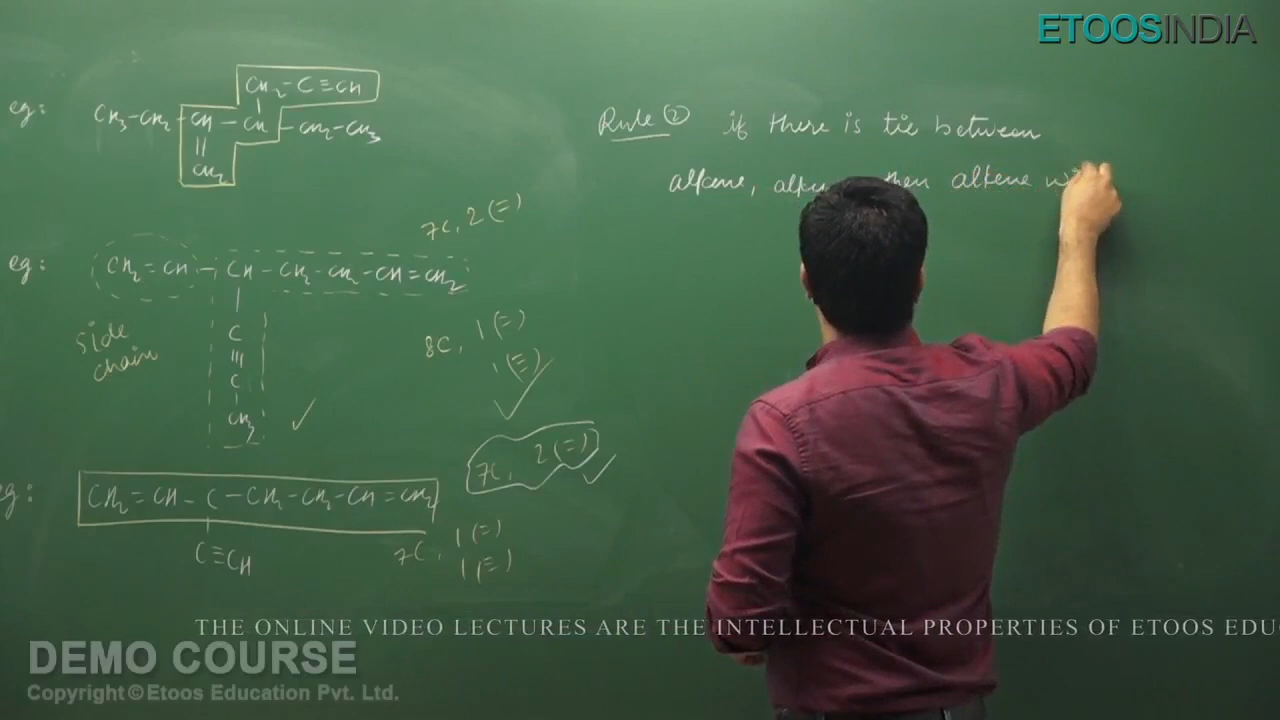 ETOOSINDIA
eg:
CH2-C≡CH
CH3-CH2-CH-CH-CH2-CH3
||
CH2
7C, 2(=)
eg:
CH2=CH-CH-CH2-CH2-CH=CH2
|
C
≡
C
CH3
side
chain
8C, 1(=)
1(≡)
7C, 2(=)
eg:
CH2=CH-C-CH2-CH2-CH=CH2
C≡CH
7C, 1(=)
1(≡)
Rule ② if there is tie between
alkene, then alkene
THE ONLINE VIDEO LECTURES ARE THE INTELLECTUAL PROPERTIES OF ETOOS EDU
DEMO COURSE
Copyright©Etoos Education Pvt. Ltd.